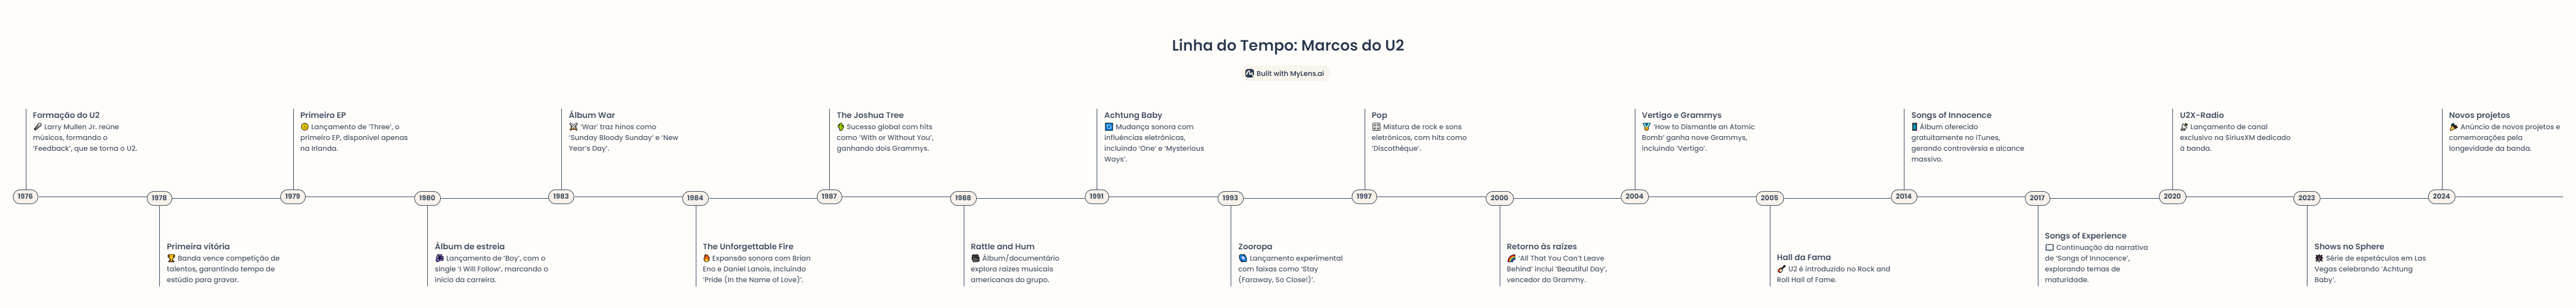 Linha do Tempo: Marcos do U2
Built with MyLens.ai
Formação do U2
Larry Mullen Jr. reúne
músicos, formando o
‘Feedback’, que se torna o U2.
1976
Primeira vitória
Banda vence competição de
talentos, garantindo tempo de
estúdio para gravar.
1978
Primeiro EP
Lançamento de ‘Three’, o
primeiro EP, disponível apenas
na Irlanda.
1979
Álbum de estreia
Lançamento de ‘Boy’, com o
single ‘I Will Follow’, marcando o
início da carreira.
1980
Álbum War
‘War’ traz hinos como
‘Sunday Bloody Sunday’ e ‘New
Year’s Day’.
1983
The Unforgettable Fire
Expansão sonora com Brian
Eno e Daniel Lanois, incluindo
‘Pride (In the Name of Love)’.
1984
The Joshua Tree
Sucesso global com hits
como ‘With or Without You’,
ganhando dois Grammys.
1987
Rattle and Hum
Álbum/documentário
explora raízes musicais
americanas do grupo.
1988
Achtung Baby
Mudança sonora com
influências eletrônicas,
incluindo ‘One’ e ‘Mysterious
Ways’.
1991
Zooropa
Lançamento experimental
com faixas como ‘Stay
(Faraway, So Close!)’.
1993
Pop
Mistura de rock e sons
eletrônicos, com hits como
‘Discothèque’.
1997
Retorno às raízes
‘All That You Can’t Leave
Behind’ inclui ‘Beautiful Day’,
vencedor do Grammy.
2000
Vertigo e Grammys
‘How to Dismantle an Atomic
Bomb’ ganha nove Grammys,
incluindo ‘Vertigo’.
2004
Hall da Fama
U2 é introduzido no Rock and
Roll Hall of Fame.
2005
Songs of Innocence
Álbum oferecido
gratuitamente no iTunes,
gerando controvérsia e alcance
massivo.
2014
Songs of Experience
Continuação da narrativa
de ‘Songs of Innocence’,
explorando temas de
maturidade.
2017
U2X-Radio
Lançamento de canal
exclusivo na SiriusXM dedicado
à banda.
2020
Shows no Sphere
Série de espetáculos em Las
Vegas celebrando ‘Achtung
Baby’.
2023
Novos projetos
Anúncio de novos projetos e
comemorações pela
longevidade da banda.
2024